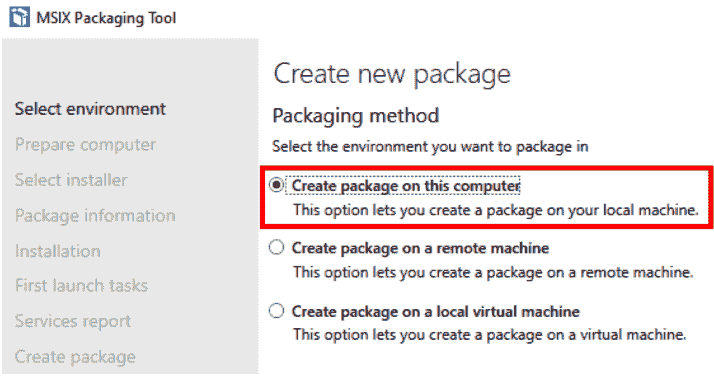 MSIX Packaging Tool
Select environment
Prepare computer
Select installer
Package information
Installation
First launch tasks
Services report
Create package
Create new package
Packaging method
Select the environment you want to package in
Create package on this computer
This option lets you create a package on your local machine.
Create package on a remote machine
This option lets you create a package on a remote machine.
Create package on a local virtual machine
This option lets you create a package on a virtual machine.